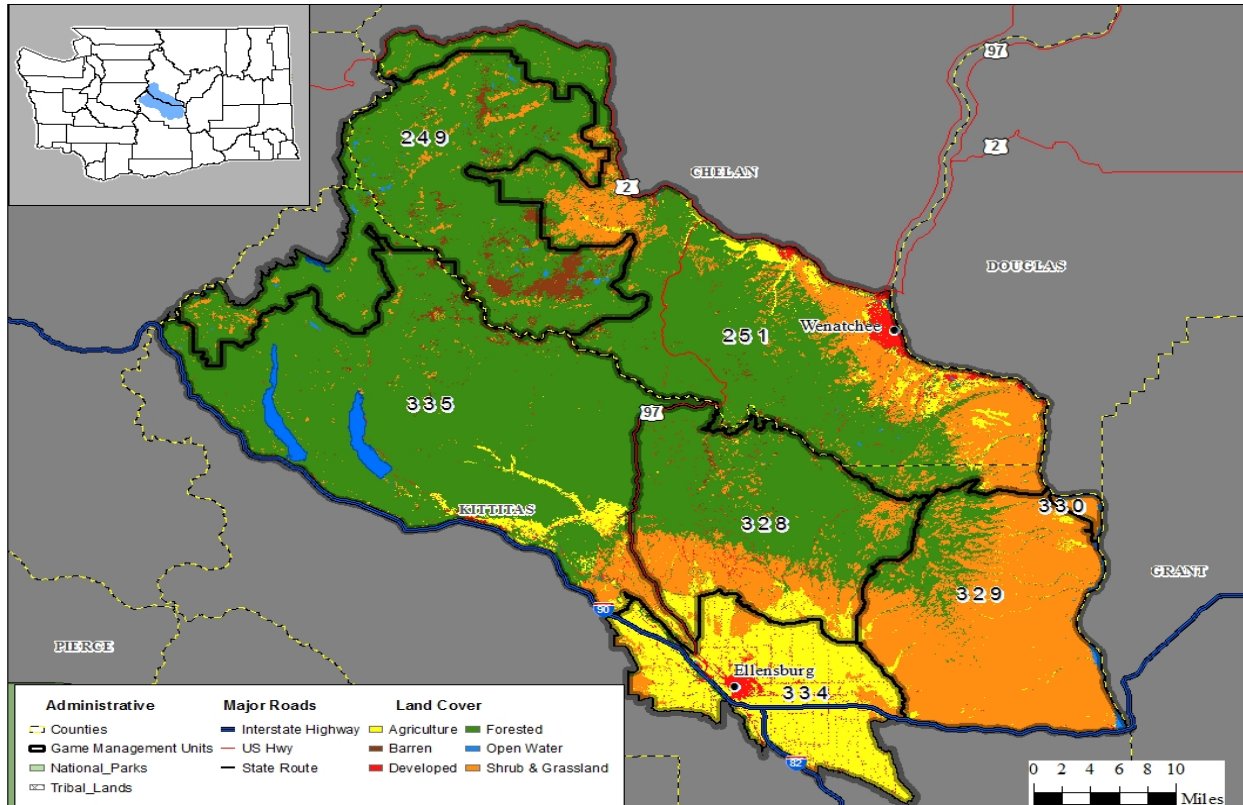 97
2
249
CHELAN
2
DOUGLAS
Wenatchee
251
335
97
KITTITAS
328
330
329
GRANT
90
PIERCE
Ellensburg
334
82
Administrative
Counties
Game Management Units
National_Parks
Tribal_Lands
Major Roads
Interstate Highway
US Hwy
State Route
Land Cover
Agriculture
Barren
Developed
Forested
Open Water
Shrub & Grassland
0 2 4 6 8 10
Miles